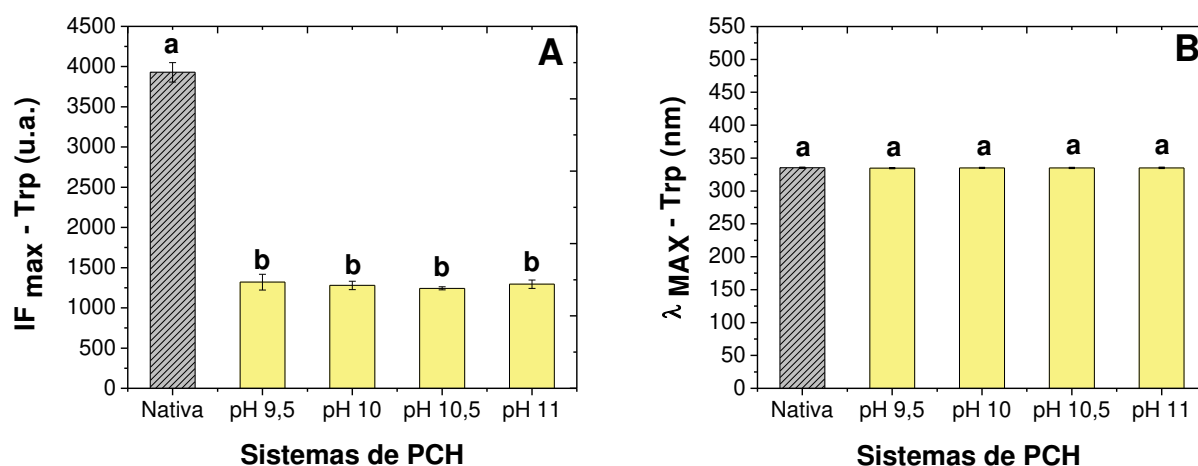 A
IF max - Trp (u.a.)
4500
4000
3500
3000
2500
2000
1500
1000
500
0
a
b
b
b
b
Nativa
pH 9,5
pH 10
pH 10,5
pH 11
Sistemas de PCH
B
λ MAX - Trp (nm)
550
500
450
400
350
300
250
200
150
100
50
0
a
a
a
a
a
Nativa
pH 9,5
pH 10
pH 10,5
pH 11
Sistemas de PCH